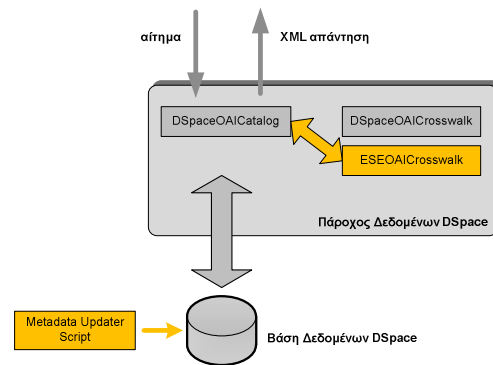 αίτημα
XML απάντηση
DSpaceOAICatalog
DSpaceOAICrosswalk
ESEOAICrosswalk
Πάροχος Δεδομένων DSpace
Metadata Updater
Script
Βάση Δεδομένων DSpace